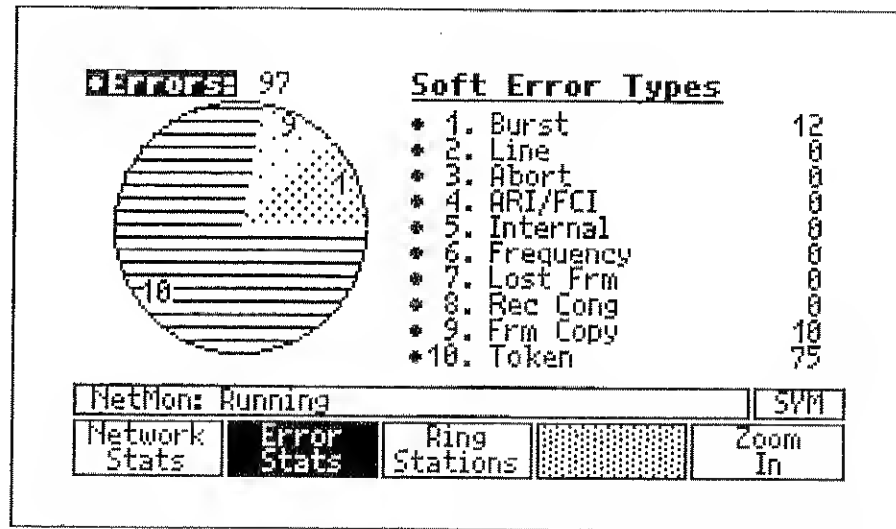 *Errors: 97
Soft Error Types
* 1. Burst 12
* 2. Line 0
* 3. Abort 0
* 4. ARI/FCI 0
* 5. Internal 0
* 6. Frequency 0
* 7. Lost Frm 0
* 8. Rec Cong 0
* 9. Frm Copy 10
*10. Token 75
9
1
10
NetMon: Running SYM
Network Stats
Error Stats
Ring Stations
Zoom In